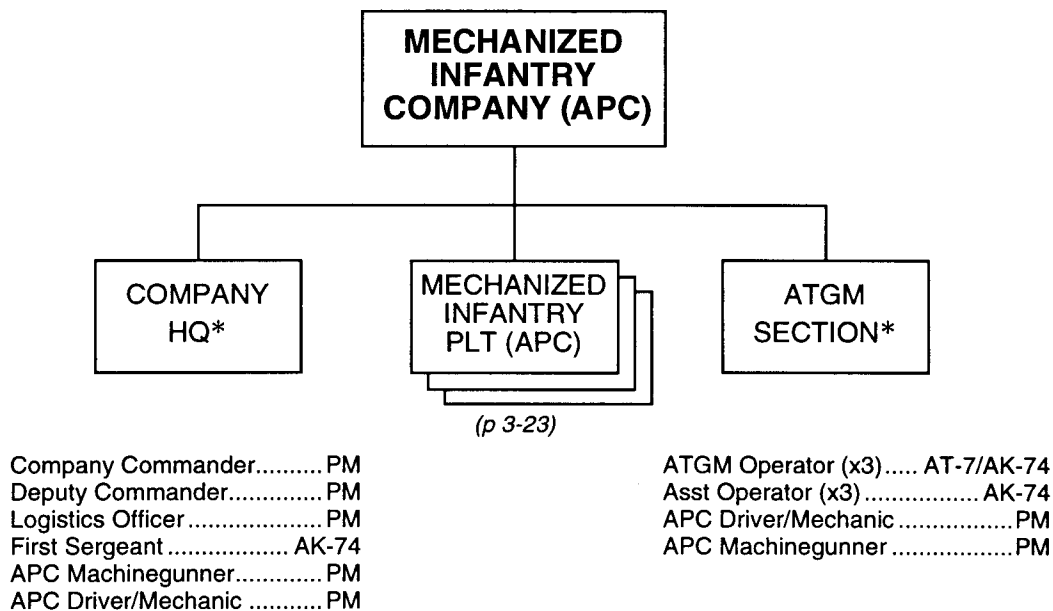 MECHANIZED
INFANTRY
COMPANY (APC)
COMPANY
HQ*
MECHANIZED
INFANTRY
PLT (APC)
ATGM
SECTION*
(p 3-23)
Company Commander.......... PM
Deputy Commander............. PM
Logistics Officer ................... PM
First Sergeant ................. AK-74
APC Machinegunner............ PM
APC Driver/Mechanic ........... PM
ATGM Operator (x3)..... AT-7/AK-74
Asst Operator (x3)................. AK-74
APC Driver/Mechanic ................. PM
APC Machinegunner .................. PM